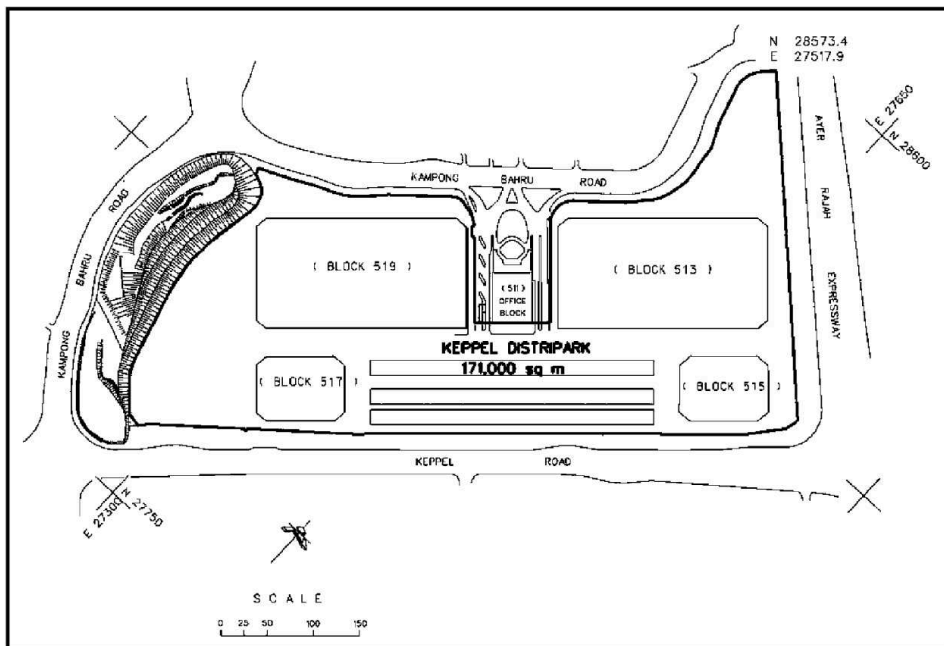 N 28573.4
E 27517.9
E 27650
N 28600
AYER RAJAH EXPRESSWAY
KAMPONG BAHRU ROAD
KAMPONG BAHRU ROAD
( BLOCK 519 )
( BLOCK 513 )
( 511 )
OFFICE
BLOCK
KEPPEL DISTRIPARK
171.000 sq m
( BLOCK 517 )
( BLOCK 515 )
KEPPEL ROAD
N 27750
E 27300
SCALE
0 25 50 100 150